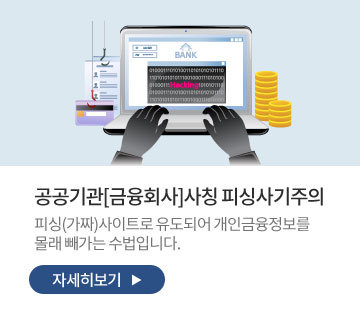 BANK
01000111010100110101010101110
Hacking
공공기관[금융회사]사칭 피싱사기주의
피싱(가짜)사이트로 유도되어 개인금융정보를
몰래 빼가는 수법입니다.
자세히보기 ▶